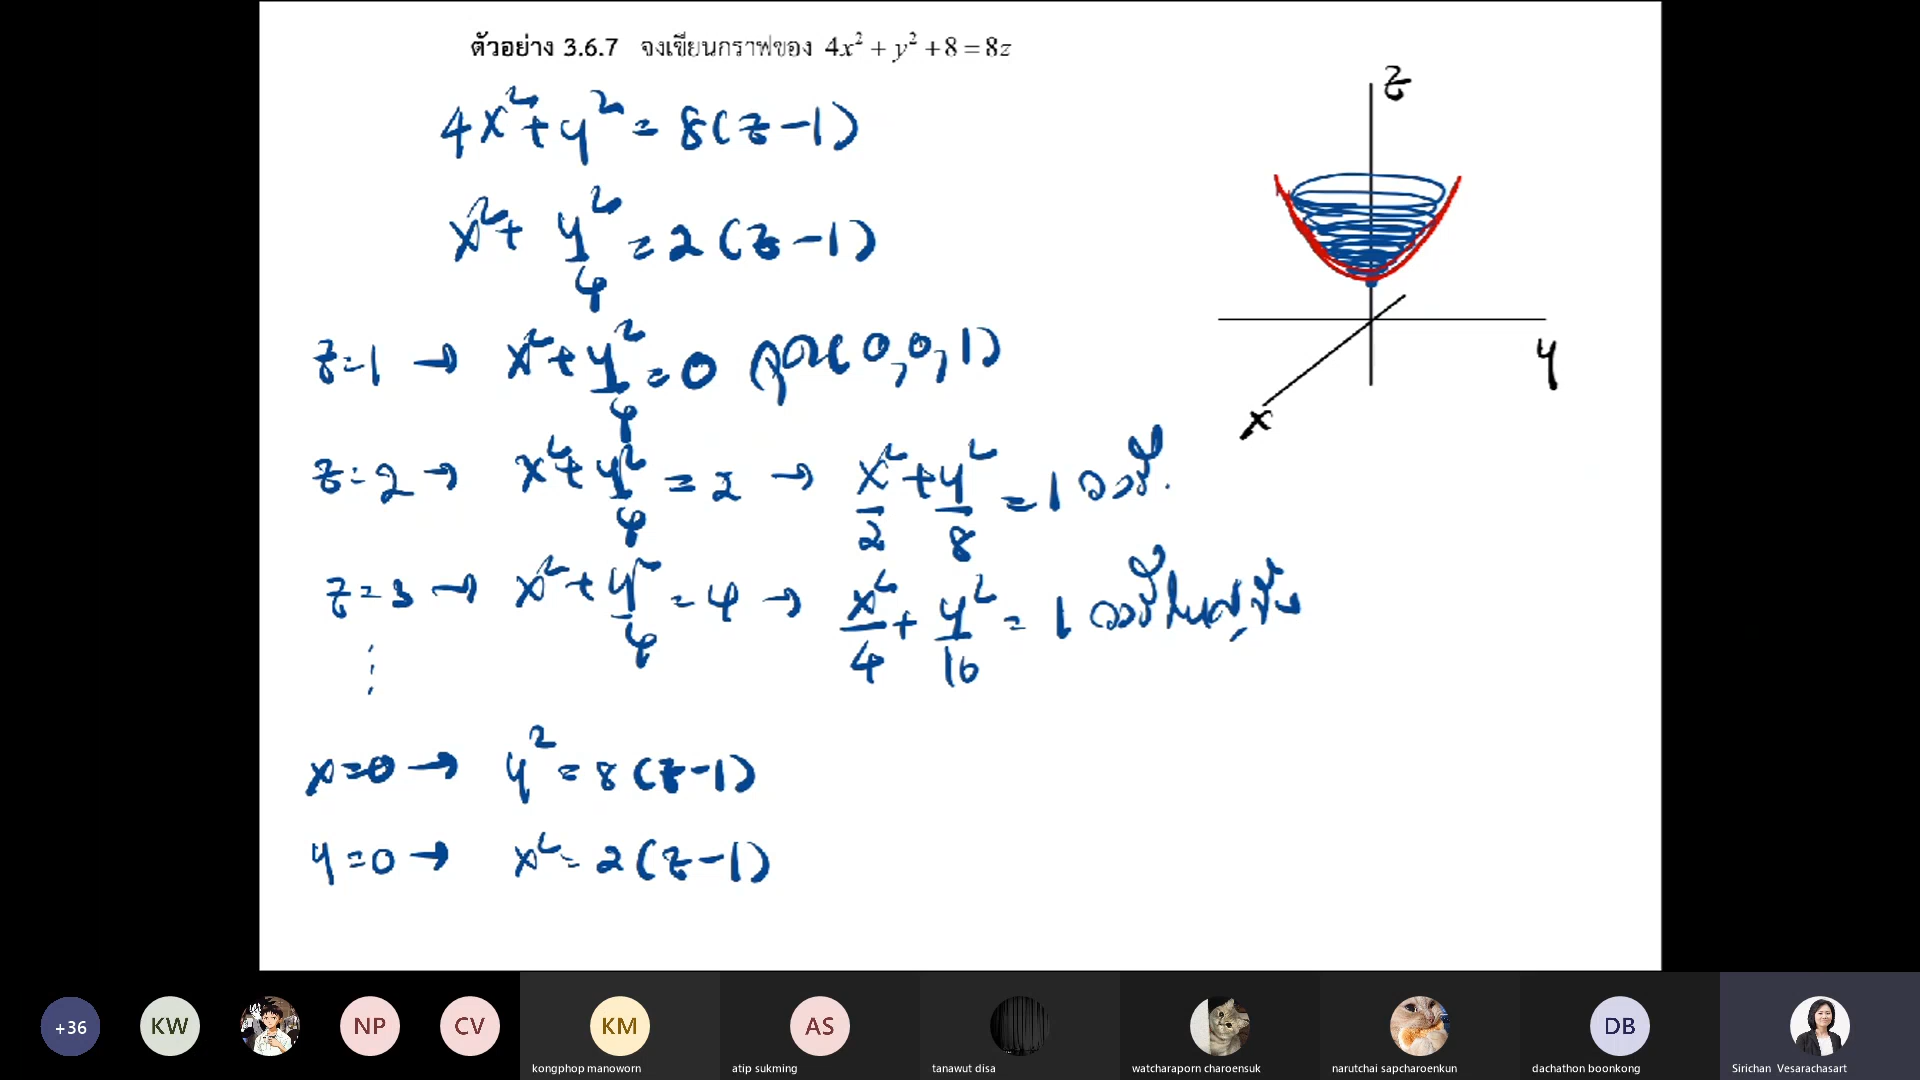 ตัวอย่าง 3.6.7 จงเขียนกราฟของ 4x² + y² + 8 = 8z
4x² + y² = 8(z-1)
x² + y²/4 = 2(z-1)
z=1 → x² + y²/4 = 0 จุด (0,0,1)
z=2 → x² + y²/4 = 2 → x²/2 + y²/8 = 1 วงรี
z=3 → x² + y²/4 = 4 → x²/4 + y²/16 = 1 วงรีใหญ่ขึ้น
⋮
x=0 → y² = 8(z-1)
y=0 → x² = 2(z-1)
z
y
x
+36
KW
NP
CV
KM
AS
DB
kongphop manoworn
atip sukming
tanawut disa
watcharaporn charoensuk
narutchai sapcharoenkun
dachathon boonkong
Sirichan Vesarachasart